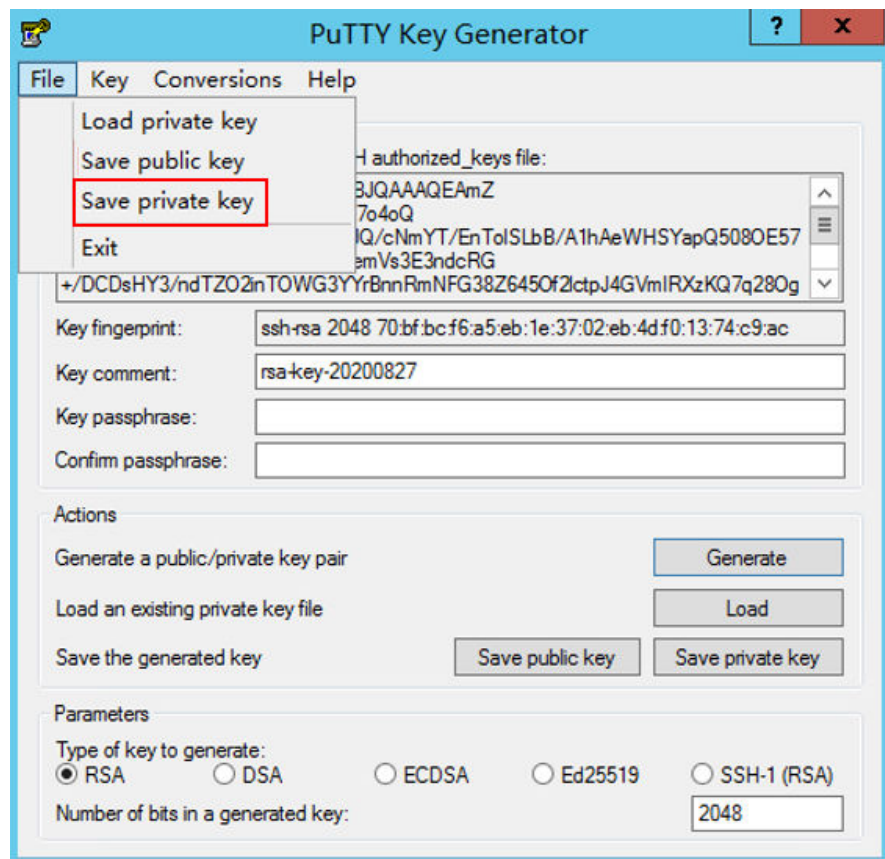 PuTTY Key Generator
? X
File Key Conversions Help
Load private key
Save public key
Save private key
Exit
H authorized_keys file:
BJQAAAQEAmZ
7o4oQ
IQ/cNmYT/EnToISLbB/A1hAeWHSYapQ508OE57
emVs3E3ndcRG
+/DCDsHY3/ndTZO2inTOWG3YYrBnnRmNFG38Z645Of2lctpJ4GVmIRXzKQ7q28Og
Key fingerprint: ssh-rsa 2048 70:bf:bc:f6:a5:eb:1e:37:02:eb:4d:f0:13:74:c9:ac
Key comment: rsa-key-20200827
Key passphrase:
Confirm passphrase:
Actions
Generate a public/private key pair Generate
Load an existing private key file Load
Save the generated key Save public key Save private key
Parameters
Type of key to generate:
RSA DSA ECDSA Ed25519 SSH-1 (RSA)
Number of bits in a generated key: 2048